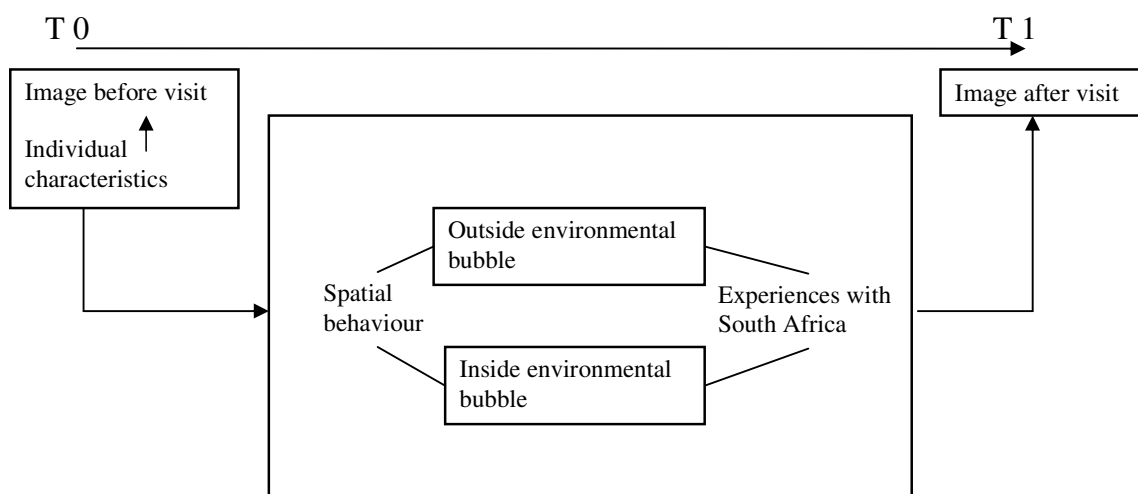 T 0
T 1
Image before visit
Individual
characteristics
Image after visit
Outside environmental
bubble
Spatial
behaviour
Experiences with
South Africa
Inside environmental
bubble